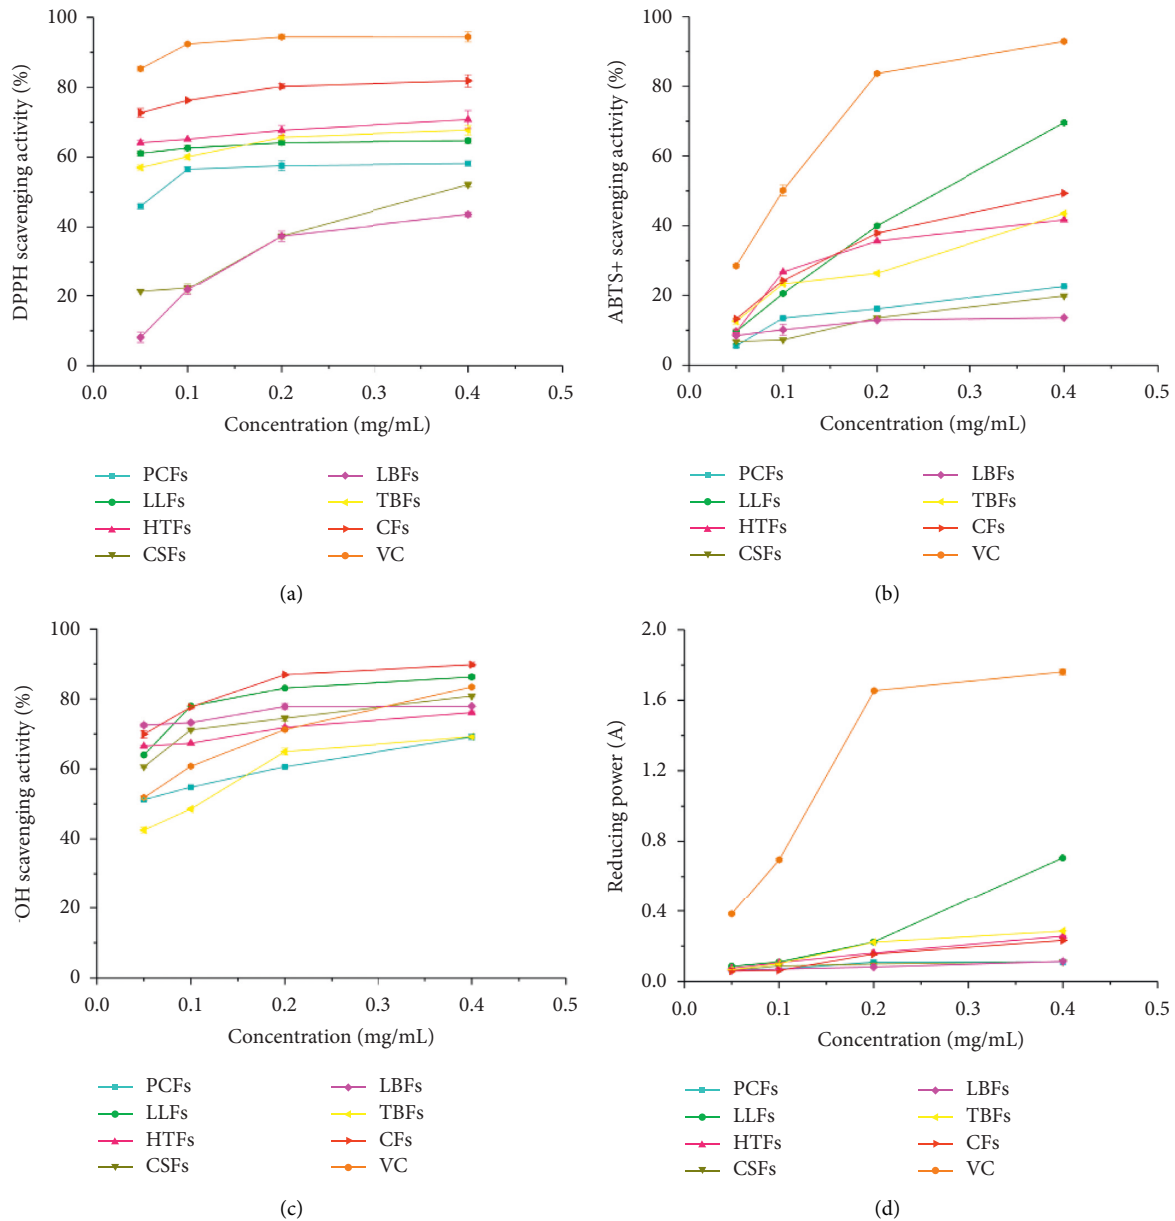 100
80
60
40
20
0
DPPH scavenging activity (%)
0.0 0.1 0.2 0.3 0.4 0.5
Concentration (mg/mL)
PCFs LBFs
LLFs TBFs
HTFs CFs
CSFs VC
(a)
100
80
60
40
20
0
ABTS+ scavenging activity (%)
0.0 0.1 0.2 0.3 0.4 0.5
Concentration (mg/mL)
PCFs LBFs
LLFs TBFs
HTFs CFs
CSFs VC
(b)
100
80
60
40
20
0
·OH scavenging activity (%)
0.0 0.1 0.2 0.3 0.4 0.5
Concentration (mg/mL)
PCFs LBFs
LLFs TBFs
HTFs CFs
CSFs VC
(c)
2.0
1.6
1.2
0.8
0.4
0.0
Reducing power (A)
0.0 0.1 0.2 0.3 0.4 0.5
Concentration (mg/mL)
PCFs LBFs
LLFs TBFs
HTFs CFs
CSFs VC
(d)